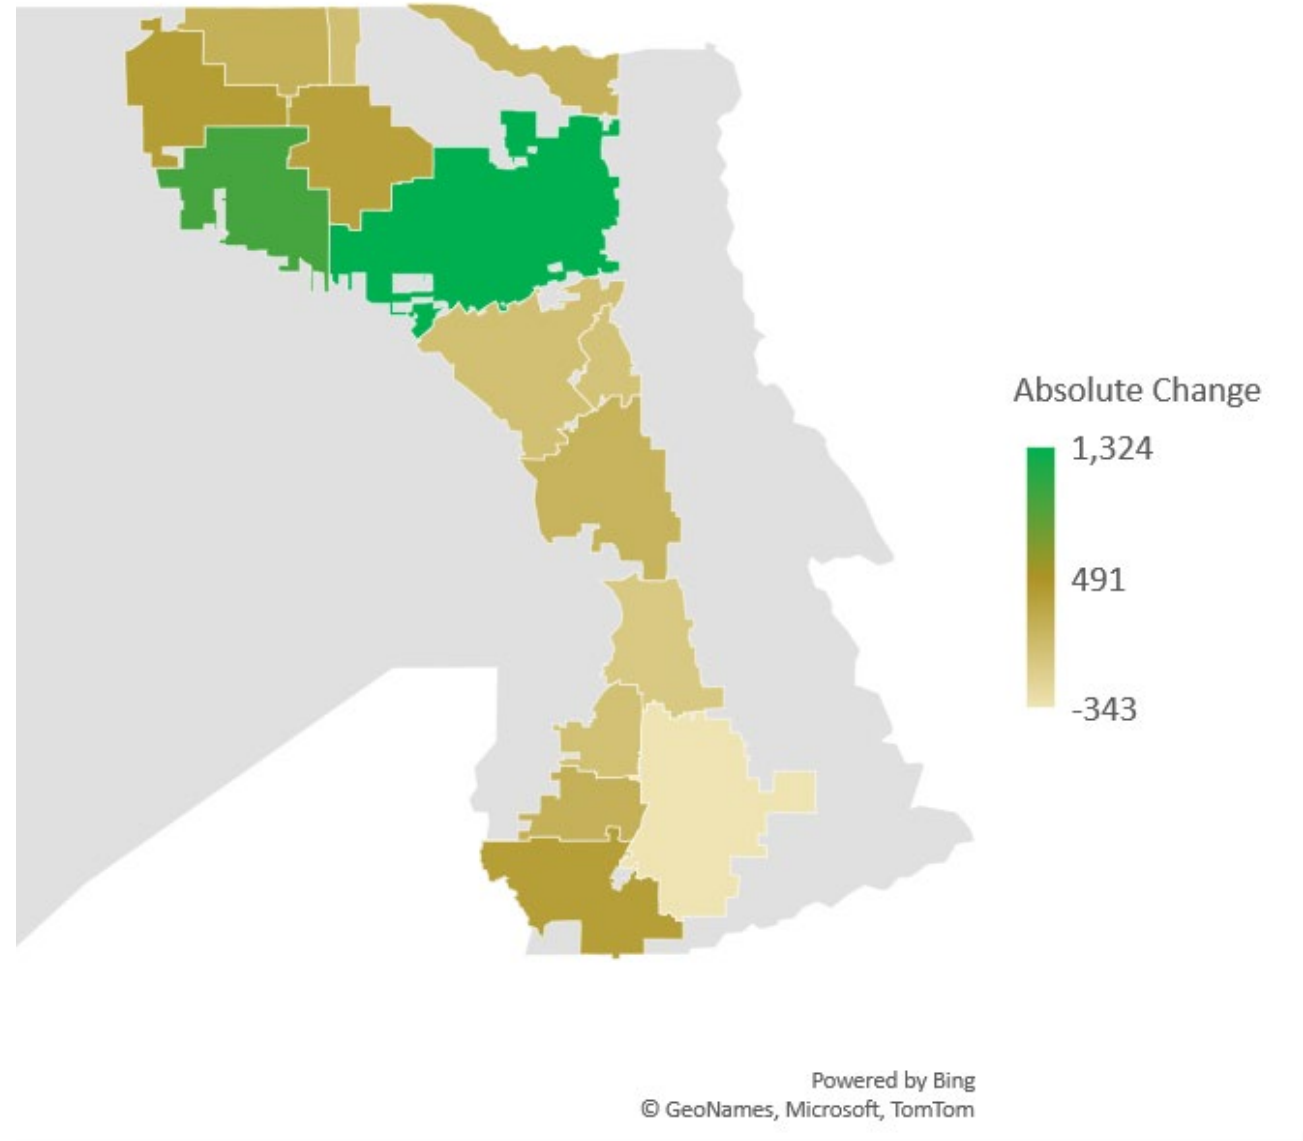 Absolute Change
1,324
491
-343
Powered by Bing
© GeoNames, Microsoft, TomTom